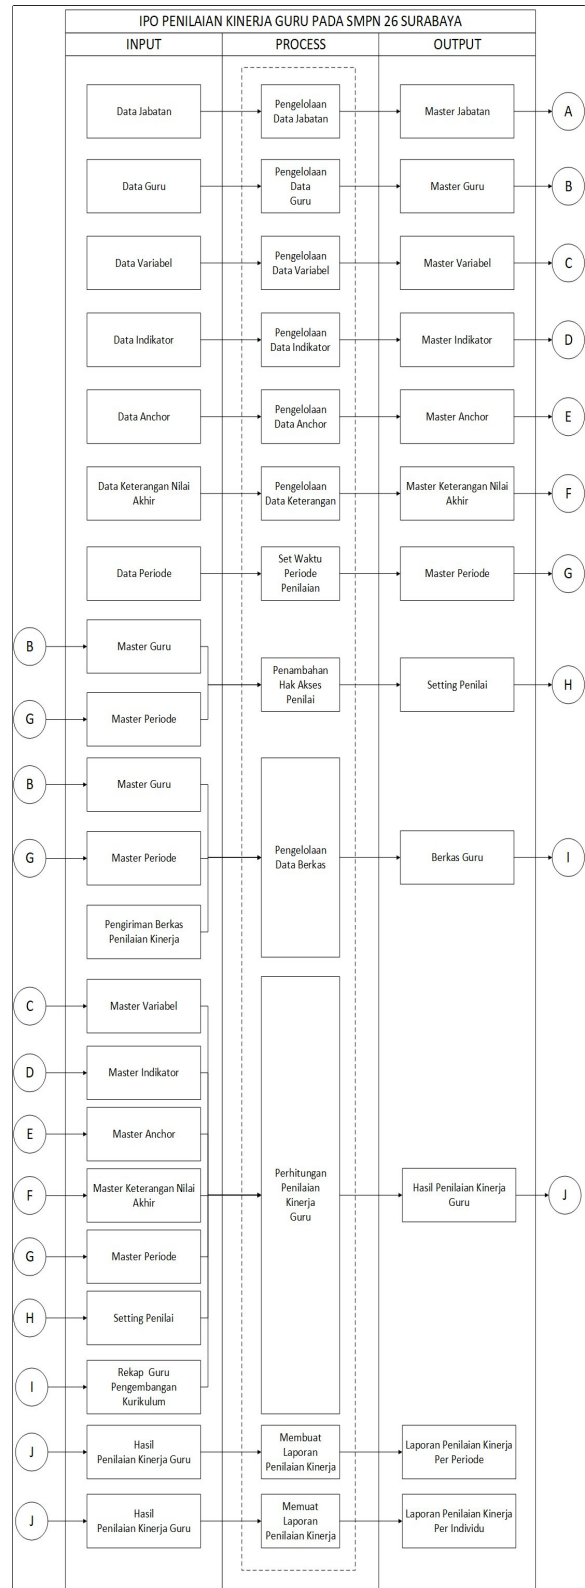 IPO PENILAIAN KINERJA GURU PADA SMPN 26 SURABAYA
INPUT
PROCESS
OUTPUT
Data Jabatan
Pengelolaan
Data Jabatan
Master Jabatan
A
Data Guru
Pengelolaan
Data
Guru
Master Guru
B
Data Variabel
Pengelolaan
Data Variabel
Master Variabel
C
Data Indikator
Pengelolaan
Data Indikator
Master Indikator
D
Data Anchor
Pengelolaan
Data Anchor
Master Anchor
E
Data Keterangan Nilai
Akhir
Pengelolaan
Data Keterangan
Master Keterangan Nilai
Akhir
F
Data Periode
Set Waktu
Periode
Penilaian
Master Periode
G
B
Master Guru
G
Master Periode
Penambahan
Hak Akses
Penilai
Setting Penilai
H
B
Master Guru
G
Master Periode
Pengiriman Berkas
Penilaian Kinerja
Pengelolaan
Data Berkas
Berkas Guru
I
C
Master Variabel
D
Master Indikator
E
Master Anchor
F
Master Keterangan Nilai
Akhir
G
Master Periode
H
Setting Penilai
I
Rekap Guru
Pengembangan
Kurikulum
Perhitungan
Penilaian
Kinerja
Guru
Hasil Penilaian Kinerja
Guru
J
J
Hasil
Penilaian Kinerja Guru
Membuat
Laporan
Penilaian Kinerja
Laporan Penilaian Kinerja
Per Periode
J
Hasil
Penilaian Kinerja Guru
Memuat
Laporan
Penilaian Kinerja
Laporan Penilaian Kinerja
Per Individu